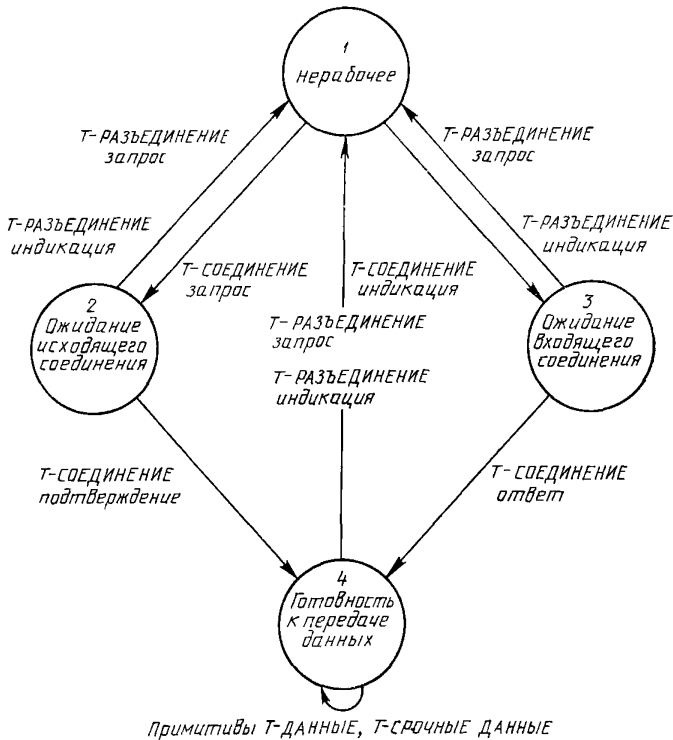 1
Нерабочее
Т-РАЗЪЕДИНЕНИЕ
запрос
Т-РАЗЪЕДИНЕНИЕ
запрос
Т-РАЗЪЕДИНЕНИЕ
индикация
Т-РАЗЪЕДИНЕНИЕ
индикация
Т-СОЕДИНЕНИЕ
запрос
Т-СОЕДИНЕНИЕ
индикация
2
Ожидание
исходящего
соединения
3
Ожидание
входящего
соединения
Т-РАЗЪЕДИНЕНИЕ
запрос
Т-РАЗЪЕДИНЕНИЕ
индикация
Т-СОЕДИНЕНИЕ
подтверждение
Т-СОЕДИНЕНИЕ
ответ
4
Готовность
к передаче
данных
Примитивы Т-ДАННЫЕ, Т-СРОЧНЫЕ ДАННЫЕ